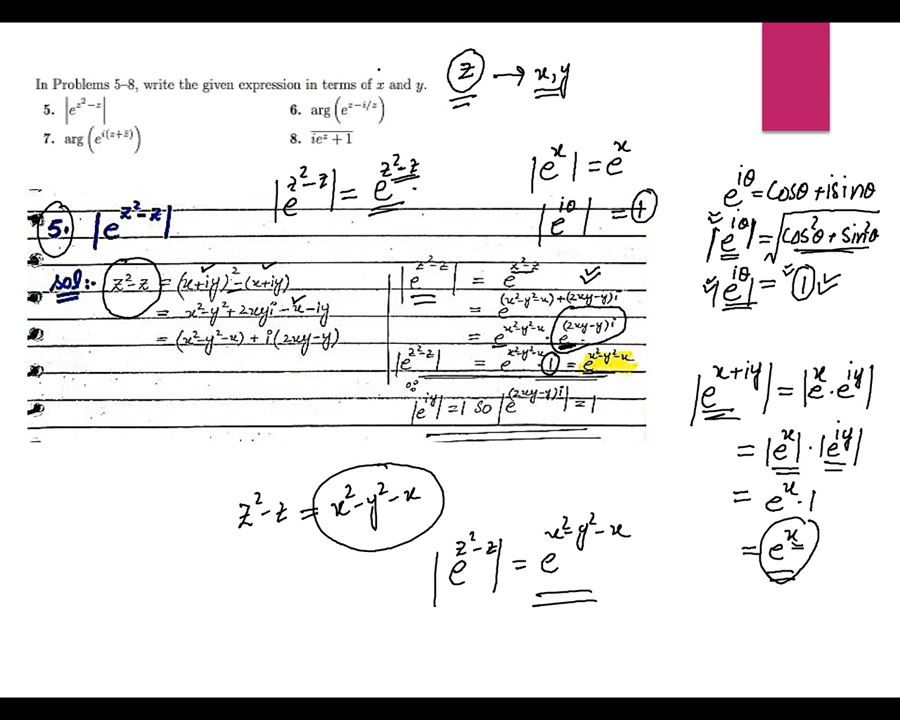 In Problems 5–8, write the given expression in terms of x and y.
5. |e^{z²−z}|
6. arg(e^{z−i/z})
7. arg(e^{i(z+z̄)})
8. \overline{ie^z + 1}
z → x, y
|e^{z²−z}| = e^{z²−z}.
|e^x| = e^x
|e^{iθ}| = 1
5. |e^{z²−z}|
sol:- z²−z = (x+iy)²−(x+iy)
= x²−y²+2xyi−x−iy
= (x²−y²−x) + i(2xy−y)
|e^{z²−z}| = e^{z²−z}
= e^{(x²−y²−x)+(2xy−y)i}
= e^{x²−y²−x} . e^{(2xy−y)i}
|e^{z²−z}| = e^{x²−y²−x} . 1 = e^{x²−y²−x}
∵ |e^{iy}| = 1 so |e^{(2xy−y)i}| = 1
e^{iθ} = cosθ + isinθ
|e^{iθ}| = √(cos²θ + sin²θ)
|e^{iθ}| = 1
|e^{x+iy}| = |e^x . e^{iy}|
= |e^x| . |e^{iy}|
= e^x . 1
= e^x
z²−z = x²−y²−x
|e^{z²−z}| = e^{x²−y²−x}